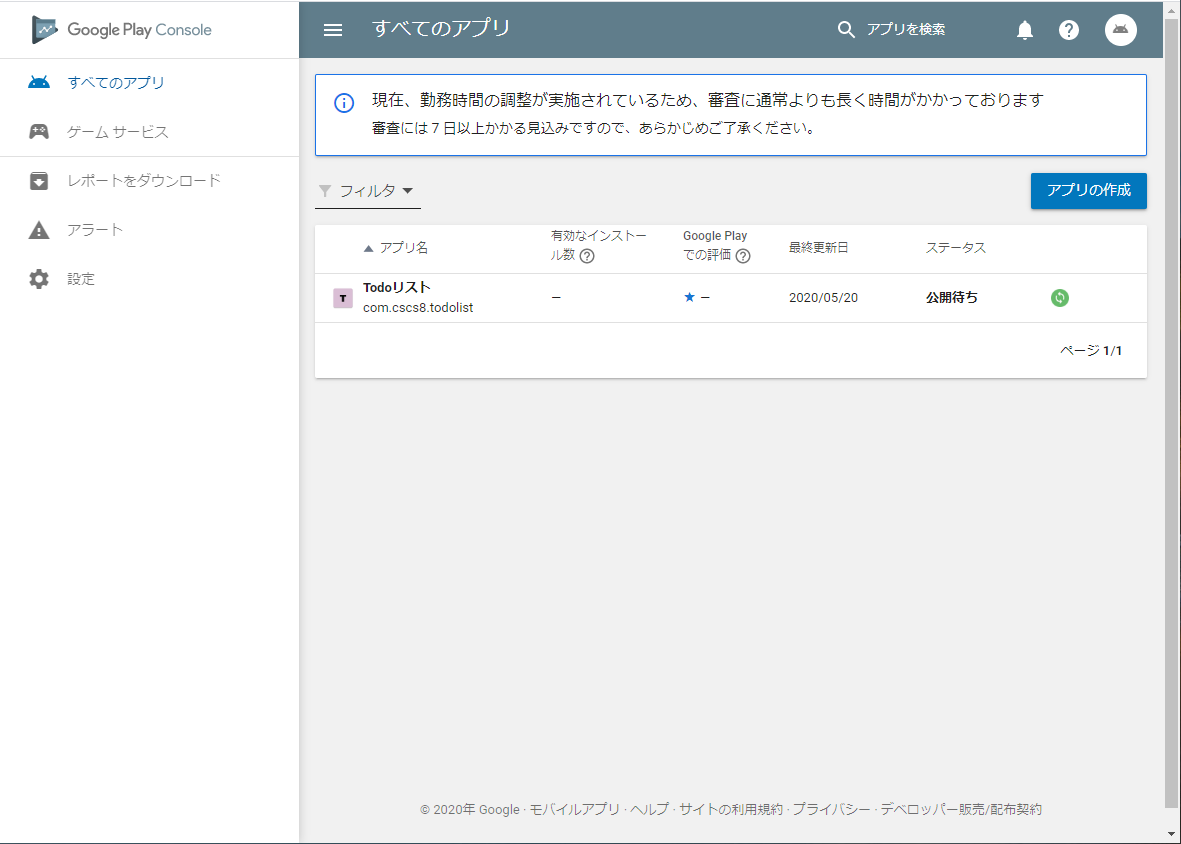 Google Play Console
すべてのアプリ
アプリを検索
すべてのアプリ
ゲーム サービス
レポートをダウンロード
アラート
設定
現在、勤務時間の調整が実施されているため、審査に通常よりも長く時間がかかっております
審査には 7 日以上かかる見込みですので、あらかじめご了承ください。
フィルタ
アプリの作成
アプリ名
有効なインストー
ル数
Google Play
での評価
最終更新日
ステータス
T
Todoリスト
com.cscs8.todolist
–
★ –
2020/05/20
公開待ち
ページ 1/1
© 2020年 Google · モバイルアプリ · ヘルプ · サイトの利用規約 · プライバシー · デベロッパー販売/配布契約